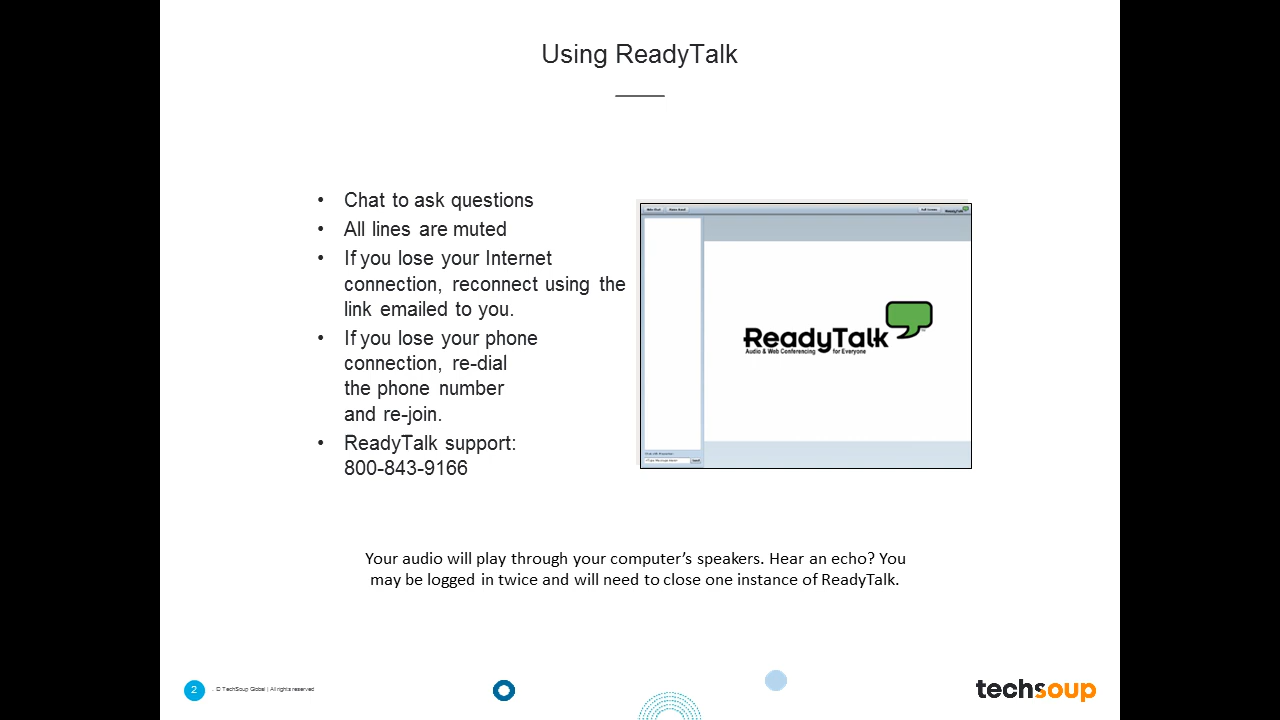 Using ReadyTalk
• Chat to ask questions
• All lines are muted
• If you lose your Internet
connection, reconnect using the
link emailed to you.
• If you lose your phone
connection, re-dial
the phone number
and re-join.
• ReadyTalk support:
800-843-9166
ReadyTalk
Audio & Web Conferencing for Everyone
Your audio will play through your computer’s speakers. Hear an echo? You
may be logged in twice and will need to close one instance of ReadyTalk.
2
© TechSoup Global | All rights reserved
techsoup